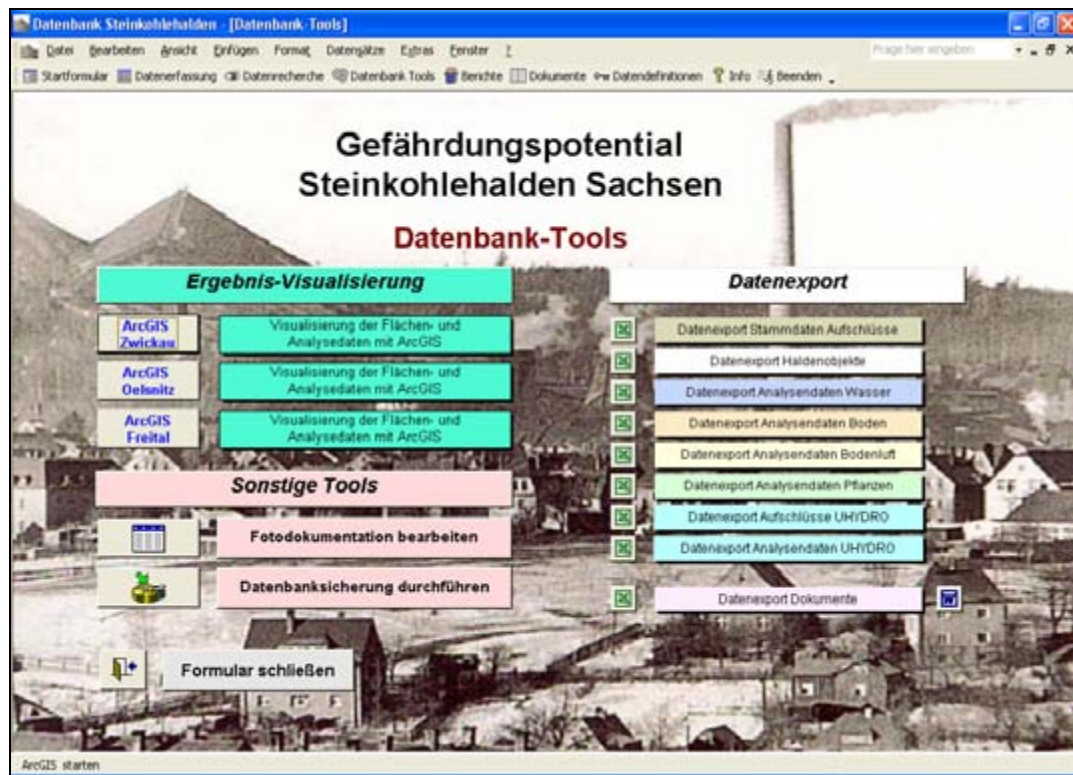 Datenbank Steinkohlehalden - [Datenbank-Tools]
Datei Bearbeiten Ansicht Einfügen Format Datensätze Extras Fenster ?
Frage hier eingeben
Startformular Datenerfassung Datenrecherche Datenbank Tools Berichte Dokumente Datendefinitionen Info Beenden
Gefährdungspotential
Steinkohlehalden Sachsen
Datenbank-Tools
Ergebnis-Visualisierung
ArcGIS
Zwickau
Visualisierung der Flächen- und
Analysedaten mit ArcGIS
ArcGIS
Oelsnitz
Visualisierung der Flächen- und
Analysedaten mit ArcGIS
ArcGIS
Freital
Visualisierung der Flächen- und
Analysedaten mit ArcGIS
Sonstige Tools
Fotodokumentation bearbeiten
Datenbanksicherung durchführen
Formular schließen
Datenexport
Datenexport Stammdaten Aufschlüsse
Datenexport Haldenobjekte
Datenexport Analysendaten Wasser
Datenexport Analysendaten Boden
Datenexport Analysendaten Bodenluft
Datenexport Analysendaten Pflanzen
Datenexport Aufschlüsse UHYDRO
Datenexport Analysendaten UHYDRO
Datenexport Dokumente
ArcGIS starten